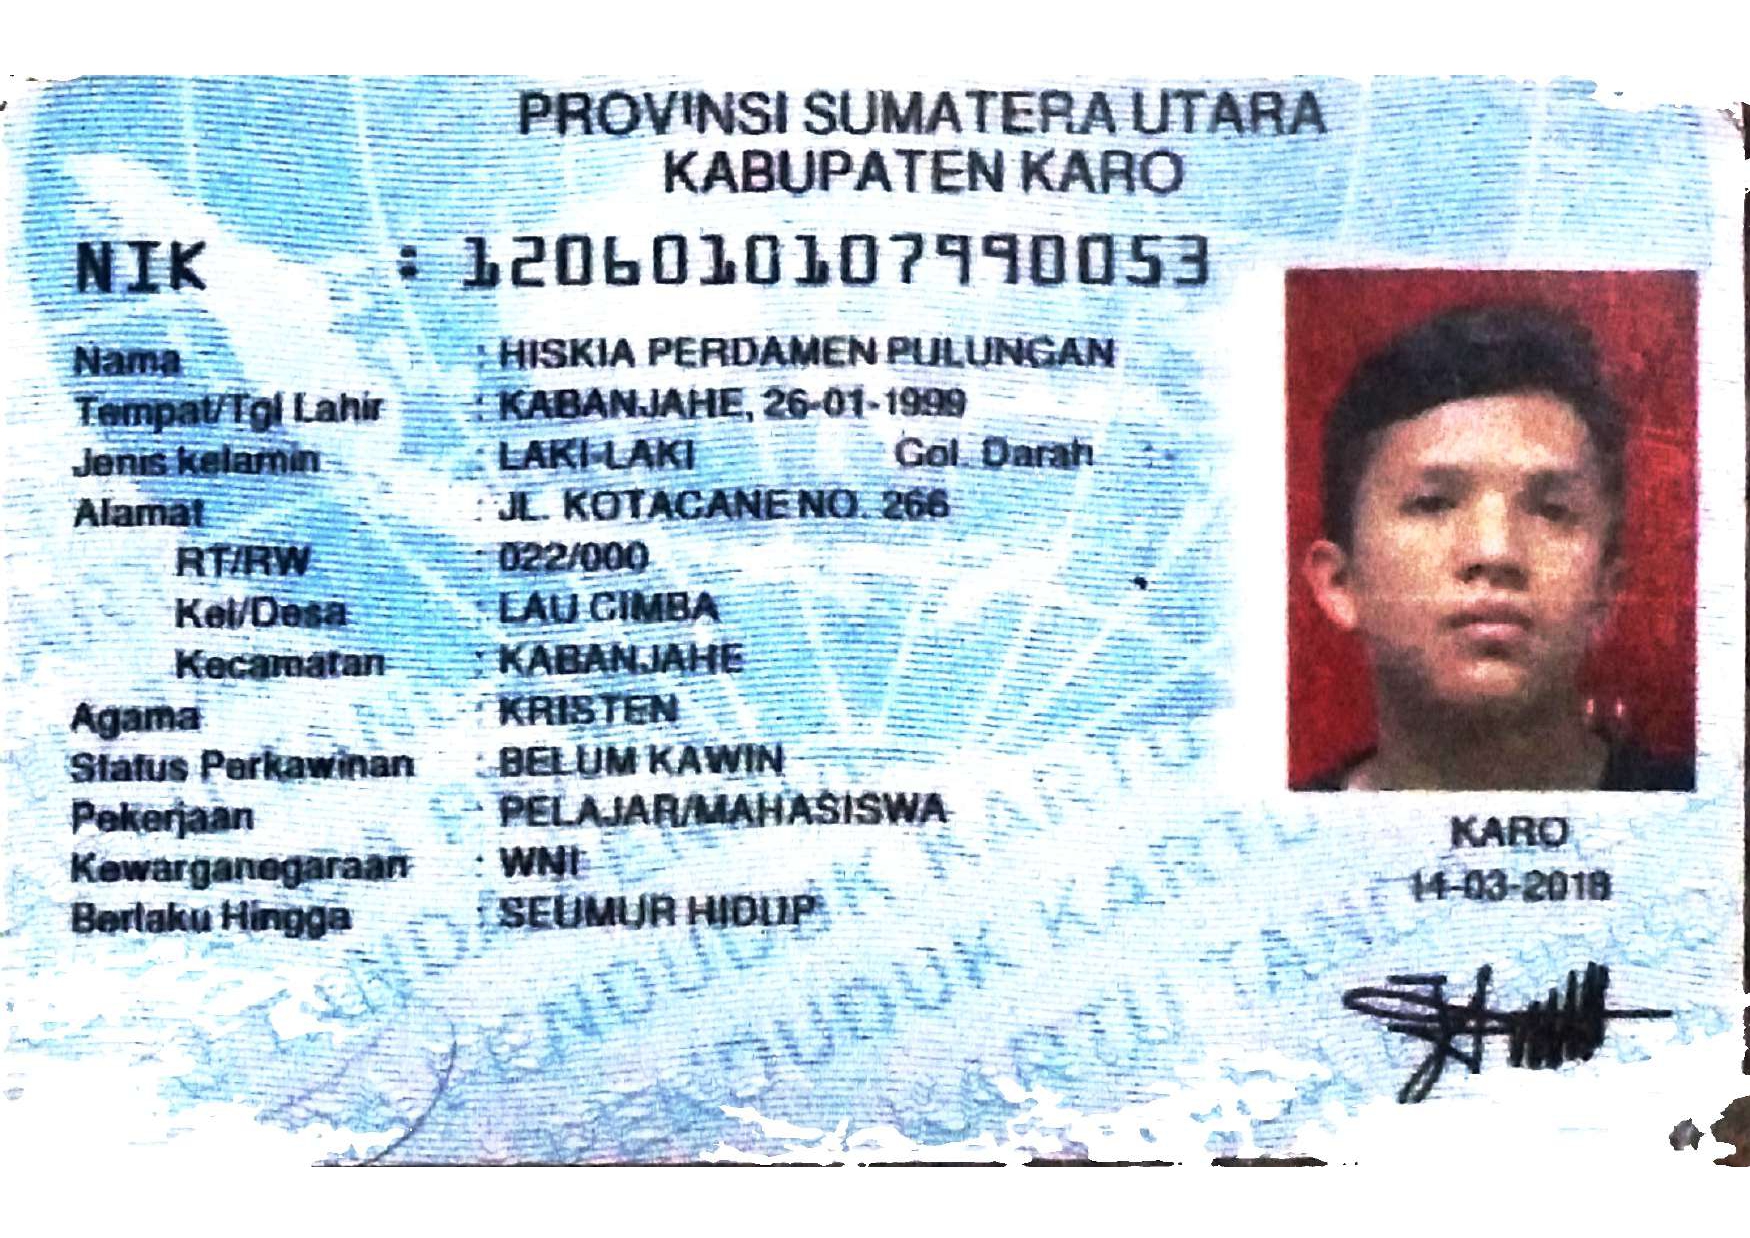 PROVINSI SUMATERA UTARA
KABUPATEN KARO
NIK : 1206010107990053
Nama : HISKIA PERDAMEN PULUNGAN
Tempat/Tgl Lahir : KABANJAHE, 26-01-1999
Jenis kelamin : LAKI-LAKI Gol. Darah : -
Alamat : JL. KOTACANE NO. 266
RT/RW : 022/000
Kel/Desa : LAU CIMBA
Kecamatan : KABANJAHE
Agama : KRISTEN
Status Perkawinan : BELUM KAWIN
Pekerjaan : PELAJAR/MAHASISWA
Kewarganegaraan : WNI
Berlaku Hingga : SEUMUR HIDUP
KARO
14-03-2018